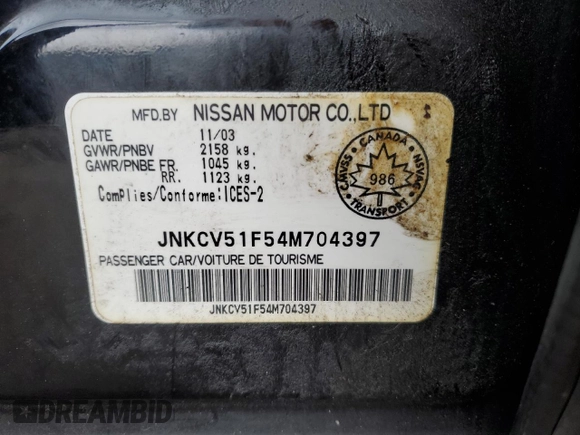 MFD.BY NISSAN MOTOR CO.,LTD
DATE 11/03
GVWR/PNBV 2158 kg.
GAWR/PNBE FR. 1045 kg.
RR. 1123 kg.
ComPlies/Conforme:ICES-2
CANADA
CMVSS NSVAC
986
TRANSPORT
JNKCV51F54M704397
PASSENGER CAR/VOITURE DE TOURISME
JNKCV51F54M704397
DREAMBID